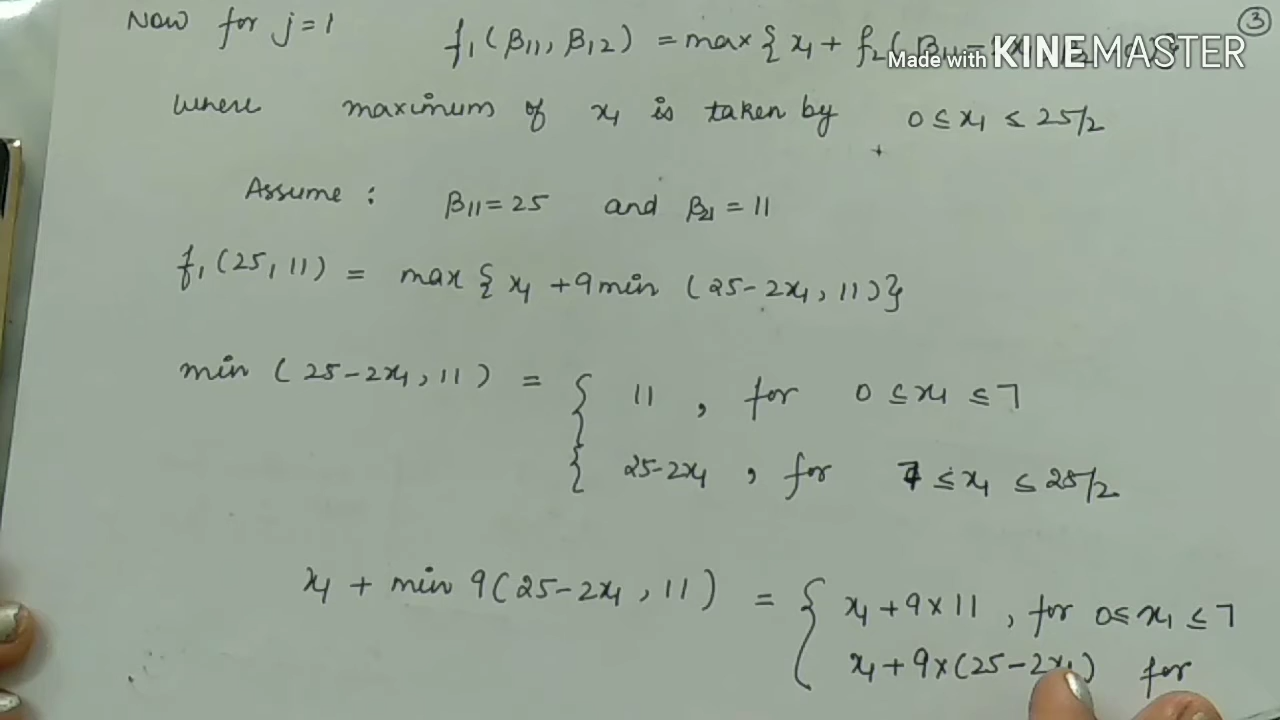 Now for j=1 ③
f₁(β₁₁, β₁₂) = max{ x₁ + f₂( β₁₁ -
Made with KINEMASTER
where maximum of x₁ is taken by 0 ≤ x₁ ≤ 25/2
Assume : β₁₁ = 25 and β₂₁ = 11
f₁(25, 11) = max { x₁ + 9 min (25-2x₁, 11)}
min (25-2x₁, 11) = { 11 , for 0 ≤ x₁ ≤ 7
{ 25-2x₁ , for 7 ≤ x₁ ≤ 25/2
x₁ + min 9(25-2x₁, 11) = { x₁ + 9×11 , for 0≤ x₁ ≤ 7
x₁ + 9×(25-2x₁) for